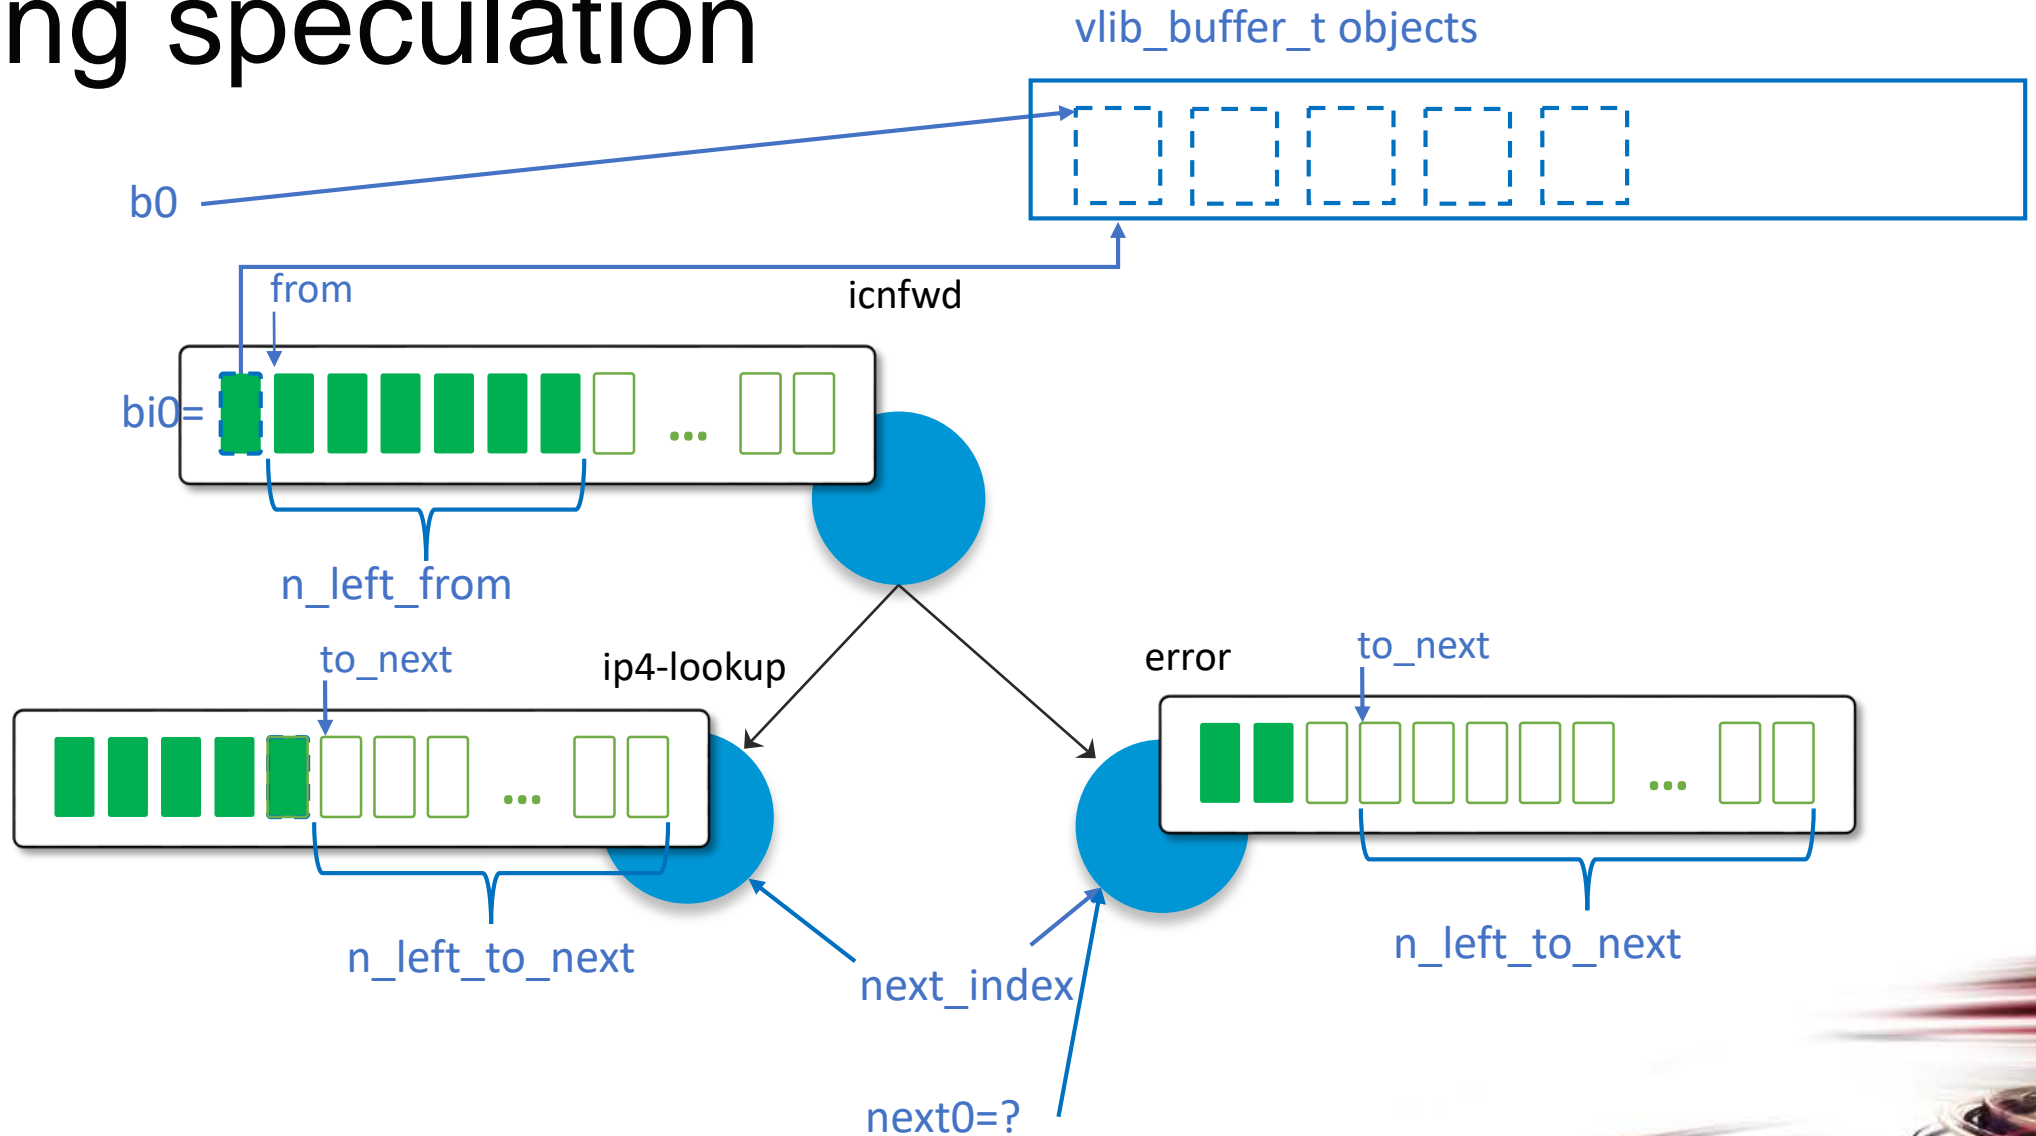 ng speculation
vlib_buffer_t objects
b0
from
icnfwd
bi0=
...
n_left_from
to_next
ip4-lookup
error
to_next
...
...
n_left_to_next
n_left_to_next
next_index
next0=?